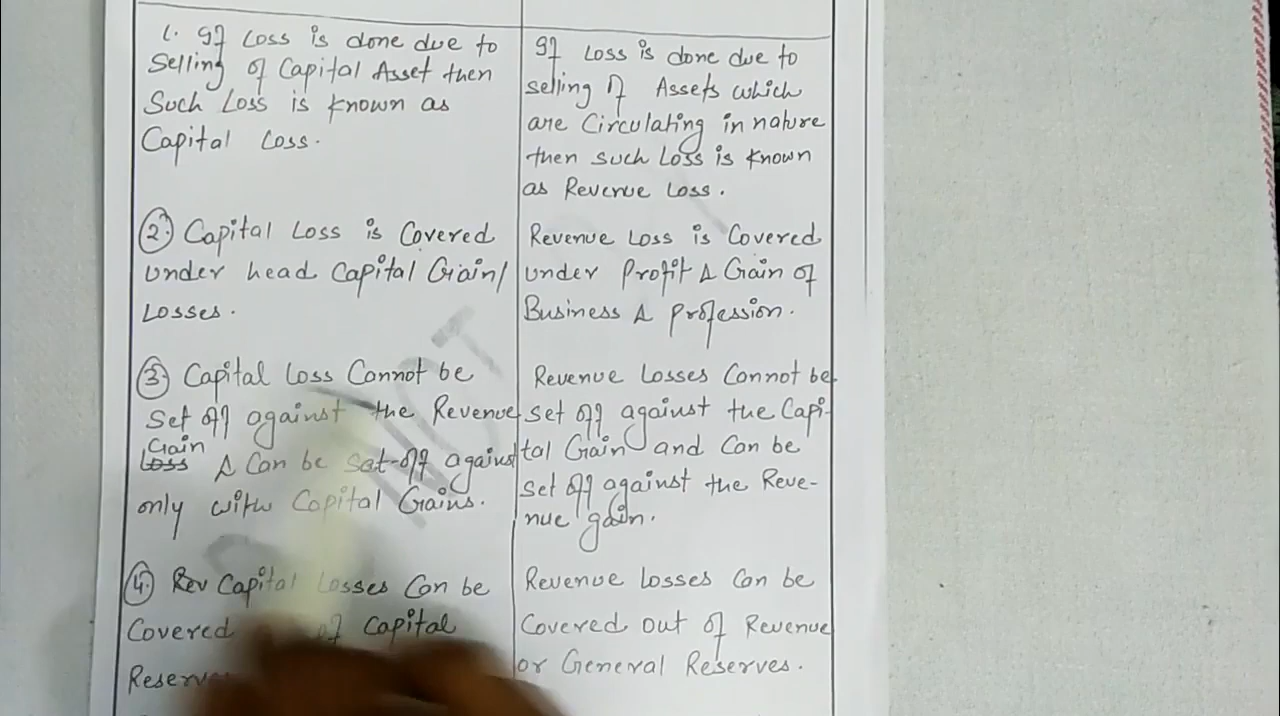 1. If Loss is done due to
Selling of Capital Asset then
Such Loss is known as
Capital Loss.
If Loss is done due to
selling of Assets which
are Circulating in nature
then such Loss is known
as Revenue Loss.
2. Capital Loss is Covered
Under head Capital Gain/
Losses.
Revenue Loss is Covered
Under Profit & Gain of
Business & Profession.
3. Capital Loss Cannot be
Set off against the Revenue
Gain
Loss & Can be set-off against
only with Capital Gains.
Revenue Losses Cannot be
set off against the Capi-
tal Gain and Can be
set off against the Reve-
nue gain.
4. Rev Capital Losses Can be
Covered of Capital
Revenue Losses Can be
Covered out of Revenue
or General Reserves.